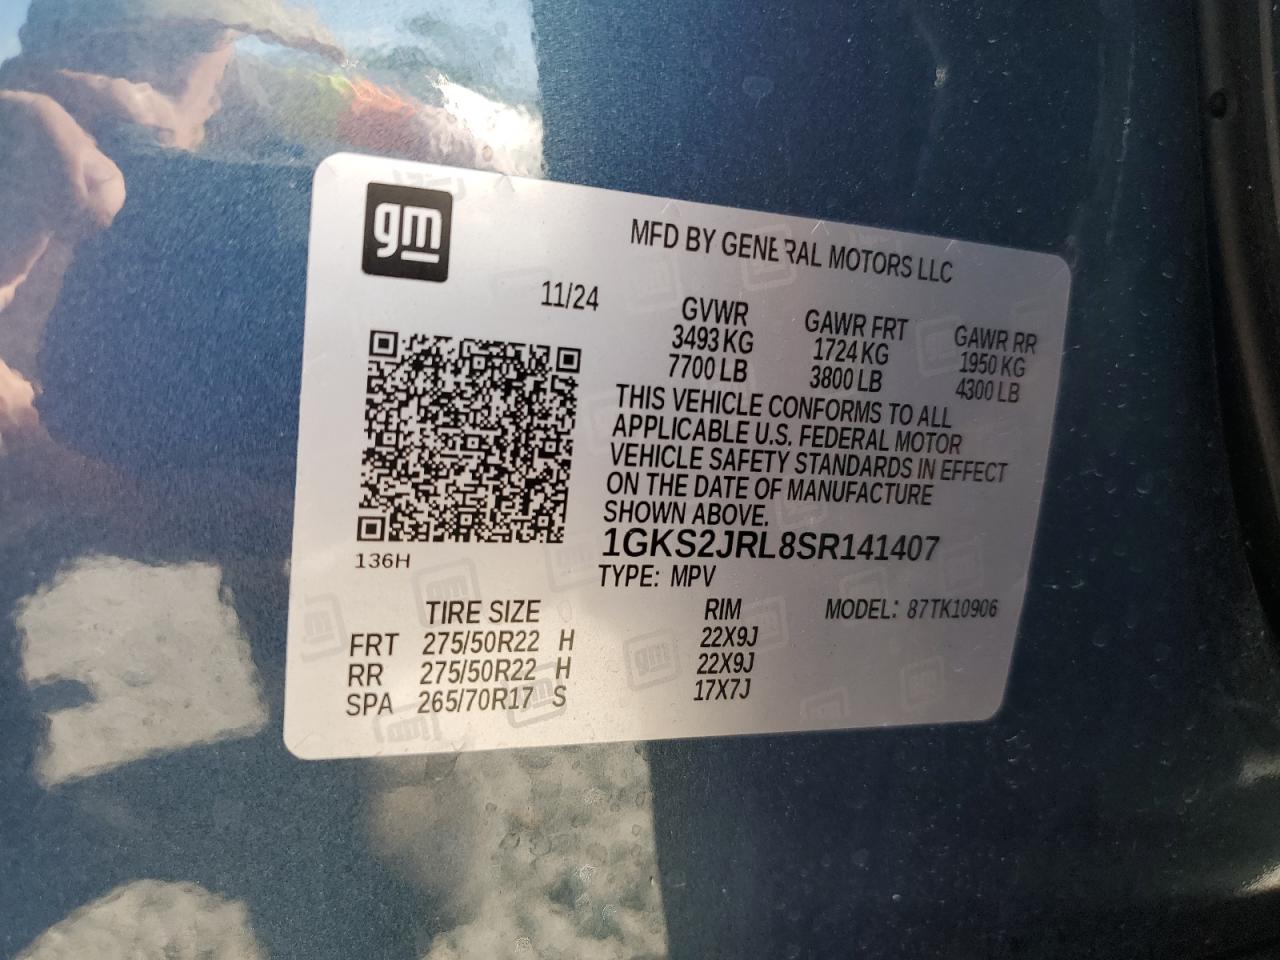 gm
MFD BY GENERAL MOTORS LLC
11/24
GVWR GAWR FRT GAWR RR
3493 KG 1724 KG 1950 KG
7700 LB 3800 LB 4300 LB
THIS VEHICLE CONFORMS TO ALL
APPLICABLE U.S. FEDERAL MOTOR
VEHICLE SAFETY STANDARDS IN EFFECT
ON THE DATE OF MANUFACTURE
SHOWN ABOVE.
1GKS2JRL8SR141407
136H
TYPE: MPV
TIRE SIZE RIM MODEL: 87TK10906
FRT 275/50R22 H 22X9J
RR 275/50R22 H 22X9J
SPA 265/70R17 S 17X7J